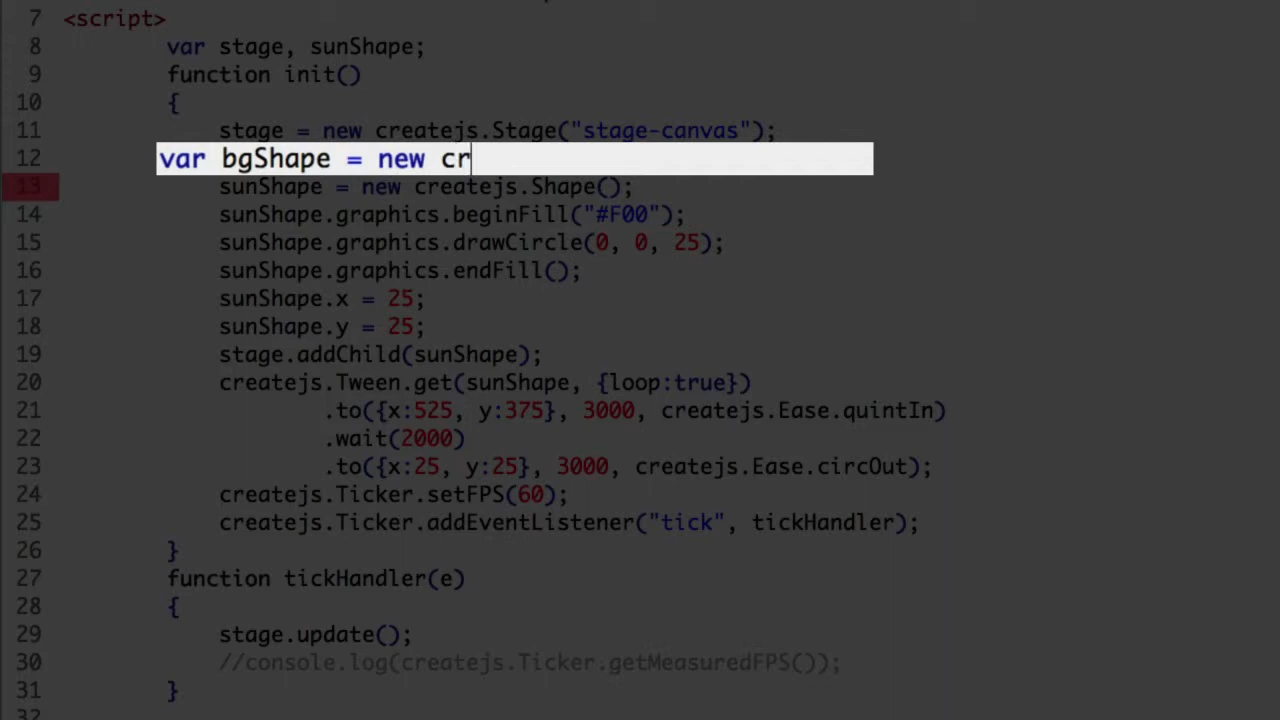 7 <script>
8 var stage, sunShape;
9 function init()
10 {
11 stage = new createjs.Stage("stage-canvas");
12 var bgShape = new cr
13 sunShape = new createjs.Shape();
14 sunShape.graphics.beginFill("#F00");
15 sunShape.graphics.drawCircle(0, 0, 25);
16 sunShape.graphics.endFill();
17 sunShape.x = 25;
18 sunShape.y = 25;
19 stage.addChild(sunShape);
20 createjs.Tween.get(sunShape, {loop:true})
21 .to({x:525, y:375}, 3000, createjs.Ease.quintIn)
22 .wait(2000)
23 .to({x:25, y:25}, 3000, createjs.Ease.circOut);
24 createjs.Ticker.setFPS(60);
25 createjs.Ticker.addEventListener("tick", tickHandler);
26 }
27 function tickHandler(e)
28 {
29 stage.update();
30 //console.log(createjs.Ticker.getMeasuredFPS());
31 }
32